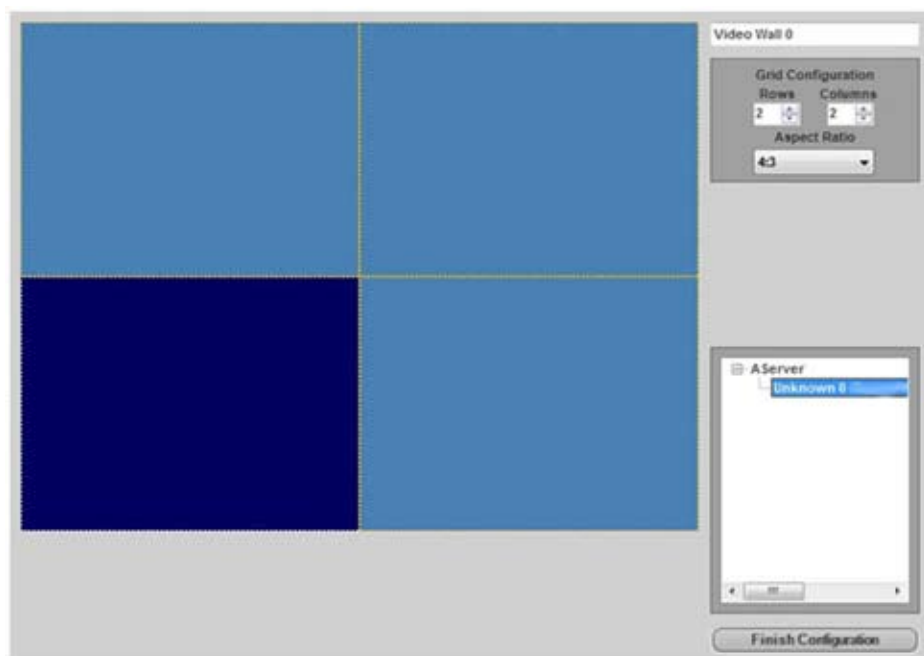 Video Wall 0
Grid Configuration
Rows Columns
2 2
Aspect Ratio
4:3
AServer
Unknown 0
Finish Configuration